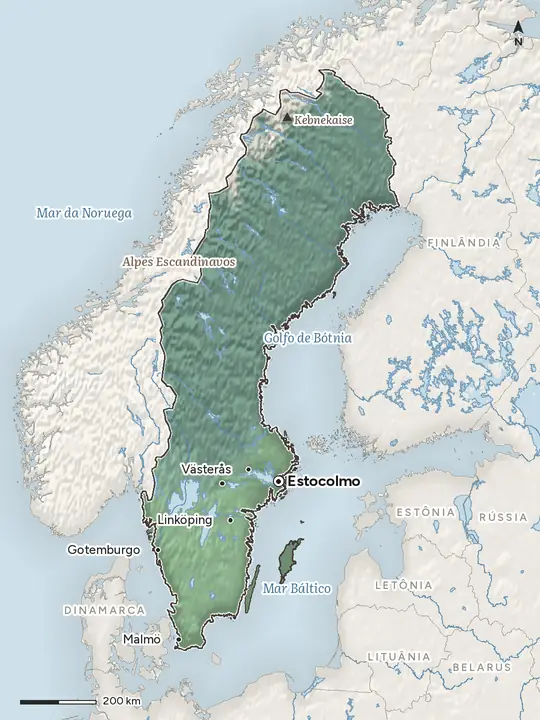 N
Kebnekaise
Mar da Noruega
FINLÂNDIA
Alpes Escandinavos
Golfo de Bótnia
Västerås
Estocolmo
Linköping
ESTÔNIA
RÚSSIA
Gotemburgo
Mar Báltico
LETÔNIA
DINAMARCA
Malmö
LITUÂNIA
BELARUS
200 km